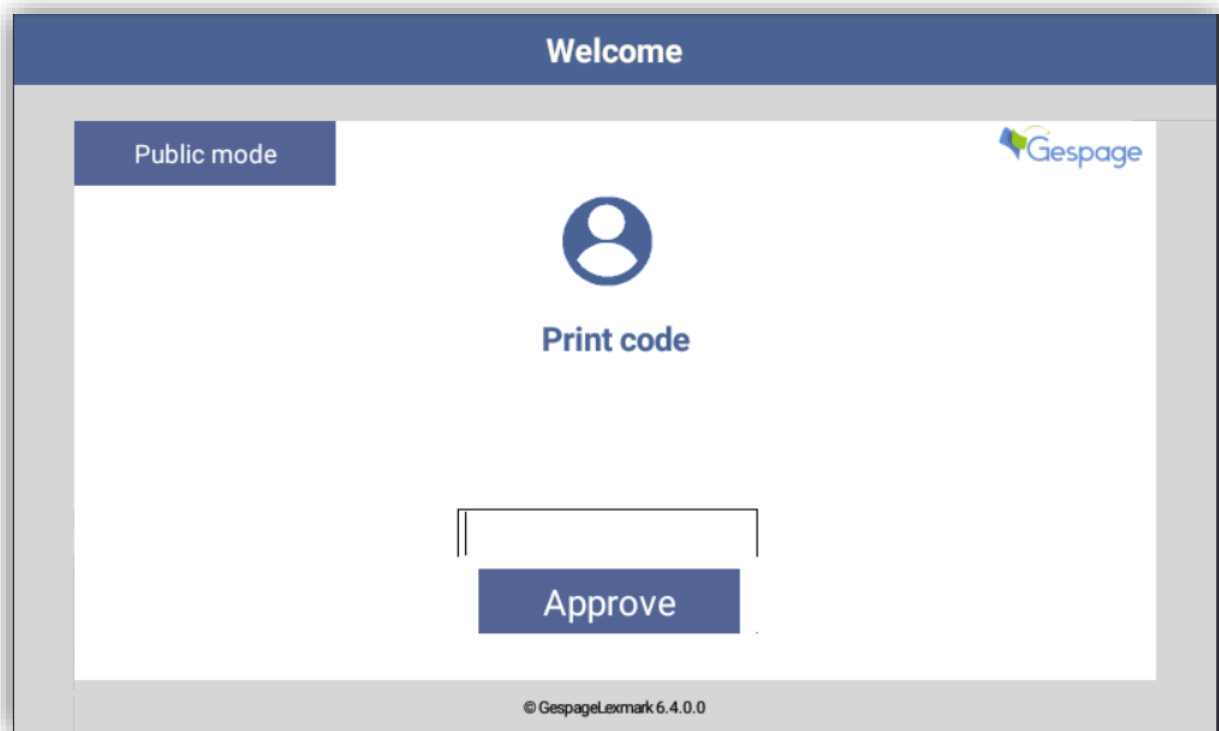 Welcome
Public mode
Gespage
Print code
Approve
© GespageLexmark 6.4.0.0